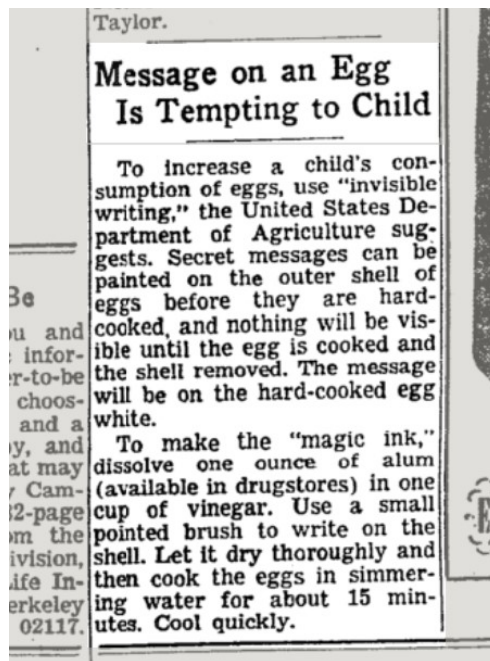 Taylor.
Message on an Egg
Is Tempting to Child
To increase a child's con-
sumption of eggs, use "invisible
writing," the United States De-
partment of Agriculture sug-
gests. Secret messages can be
painted on the outer shell of
eggs before they are hard-
cooked, and nothing will be vis-
ible until the egg is cooked and
the shell removed. The message
will be on the hard-cooked egg
white.
To make the "magic ink,"
dissolve one ounce of alum
(available in drugstores) in one
cup of vinegar. Use a small
pointed brush to write on the
shell. Let it dry thoroughly and
then cook the eggs in simmer-
ing water for about 15 min-
utes. Cool quickly.
Be
and
infor-
r-to-be
choos-
and a
and
at may
Cam-
2-page
om the
ivision,
ife In-
erkeley
02117.